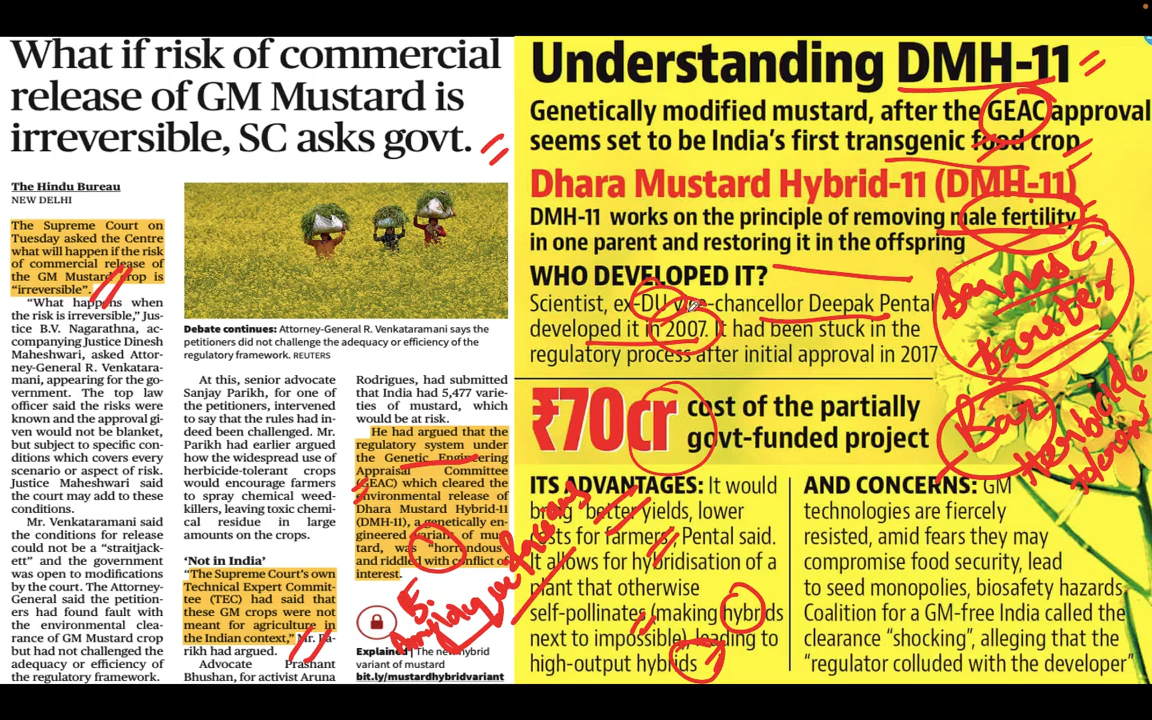 What if risk of commercial
release of GM Mustard is
irreversible, SC asks govt.
The Hindu Bureau
NEW DELHI
The Supreme Court on
Tuesday asked the Centre
what will happen if the risk
of commercial release of
the GM Mustard crop is
“irreversible”.
“What happens when
the risk is irreversible,” Jus-
tice B.V. Nagarathna, ac-
companying Justice Dinesh
Maheshwari, asked Attor-
ney-General R. Venkatara-
mani, appearing for the go-
vernment. The top law
officer said the risks were
known and the approval gi-
ven would not be blanket,
but subject to specific con-
ditions which covers every
scenario or aspect of risk.
Justice Maheshwari said
the court may add to these
conditions.
Mr. Venkataramani said
the conditions for release
could not be a “straitjack-
ett” and the government
was open to modifications
by the court. The Attorney-
General said the petition-
ers had found fault with
the environmental clea-
rance of GM Mustard crop
but had not challenged the
adequacy or efficiency of
the regulatory framework.
Debate continues: Attorney-General R. Venkataramani says the
petitioners did not challenge the adequacy or efficiency of the
regulatory framework. REUTERS
At this, senior advocate
Sanjay Parikh, for one of
the petitioners, intervened
to say that the rules had in-
deed been challenged. Mr.
Parikh had earlier argued
how the widespread use of
herbicide-tolerant crops
would encourage farmers
to spray chemical weed-
killers, leaving toxic chemi-
cal residue in large
amounts on the crops.
‘Not in India’
“The Supreme Court’s own
Technical Expert Commit-
tee (TEC) had said that
these GM crops were not
meant for agriculture in
the Indian context,” Mr. Pa-
rikh had argued.
Advocate Prashant
Bhushan, for activist Aruna
Rodrigues, had submitted
that India had 5,477 varie-
ties of mustard, which
would be at risk.
He had argued that the
regulatory system under
the Genetic Engineering
Appraisal Committee
(GEAC) which cleared the
environmental release of
Dhara Mustard Hybrid-11
(DMH-11), a genetically en-
gineered variant of mus-
tard, was “horrendous
and riddled with conflict of
interest.
Explained | The new hybrid
variant of mustard
bit.ly/mustardhybridvariant
Understanding DMH-11
Genetically modified mustard, after the GEAC approval
seems set to be India’s first transgenic food crop
Dhara Mustard Hybrid-11 (DMH-11)
DMH-11 works on the principle of removing male fertility
in one parent and restoring it in the offspring
WHO DEVELOPED IT?
Scientist, ex-DU vice-chancellor Deepak Pental
developed it in 2007. It had been stuck in the
regulatory process after initial approval in 2017
₹70cr cost of the partially
govt-funded project
ITS ADVANTAGES: It would
bring better yields, lower
costs for farmers, Pental said.
It allows for hybridisation of a
plant that otherwise
self-pollinates (making hybrids
next to impossible), leading to
high-output hybrids
AND CONCERNS: GM
technologies are fiercely
resisted, amid fears they may
compromise food security, lead
to seed monopolies, biosafety hazards.
Coalition for a GM-free India called the
clearance “shocking”, alleging that the
“regulator colluded with the developer”
Barnase
barstar
Bar
Herbicide
tolerant